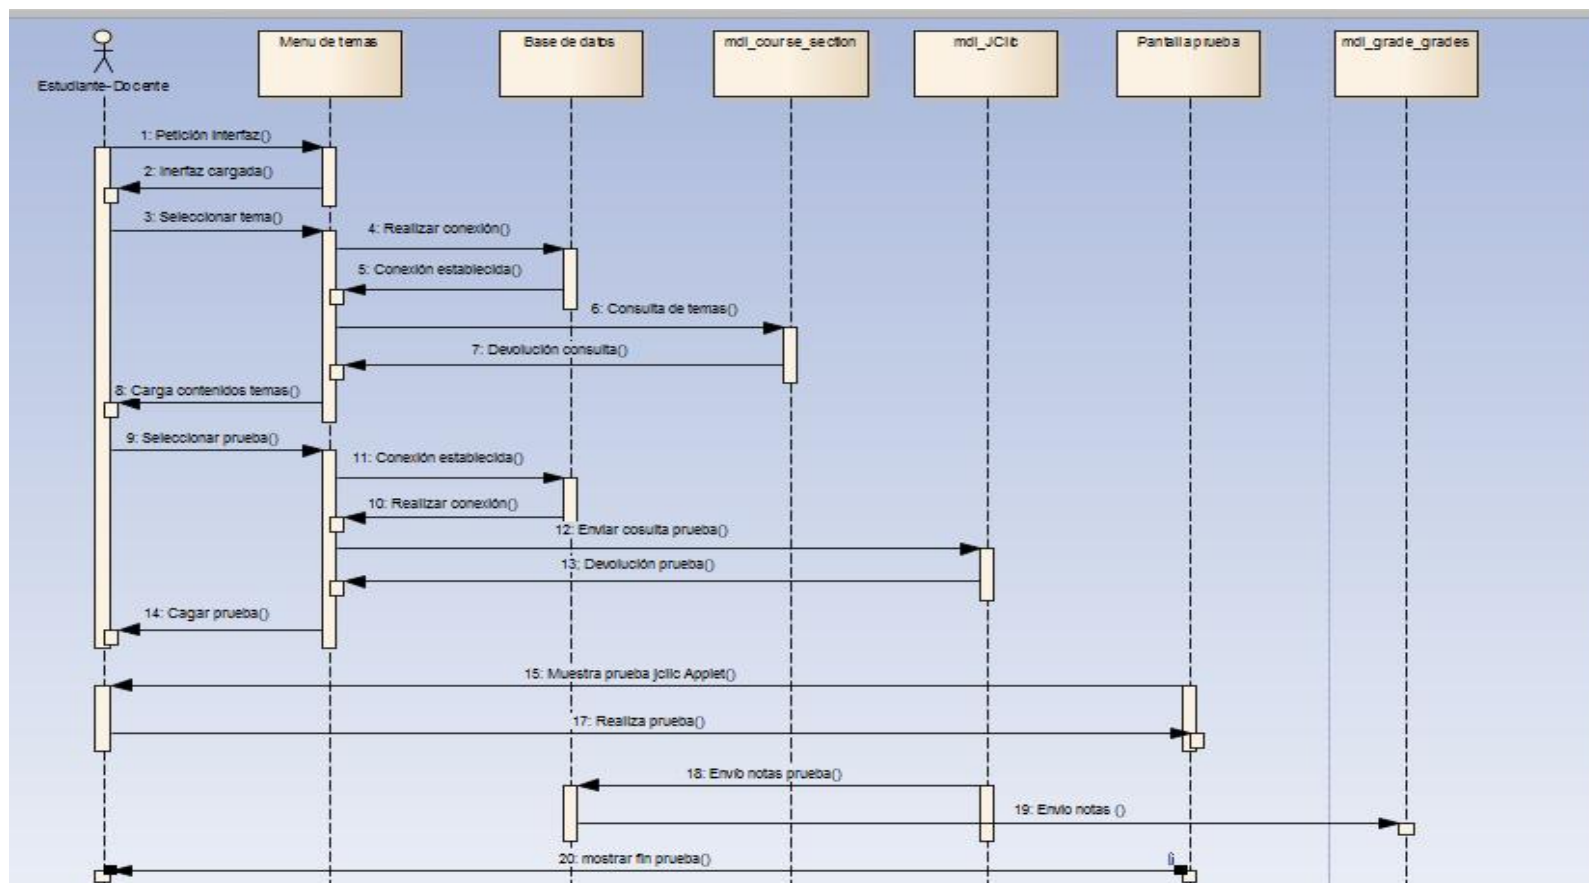 Menu de temas
Base de datos
mdl_course_section
mdl_JClic
Pantalla prueba
mdl_grade_grades
Estudiante-Docente
1: Petición Interfaz()
2: Inerfaz cargada()
3: Seleccionar tema()
4: Realizar conexión()
5: Conexión establecida()
6: Consulta de temas()
7: Devolución consulta()
8: Carga contenidos temas()
9: Seleccionar prueba()
11: Conexión establecida()
10: Realizar conexión()
12: Enviar cosulta prueba()
13; Devolución prueba()
14: Cagar prueba()
15: Muestra prueba jclic Applet()
17: Realiza prueba()
18: Envío notas prueba()
19: Envio notas ()
20: mostrar fin prueba()